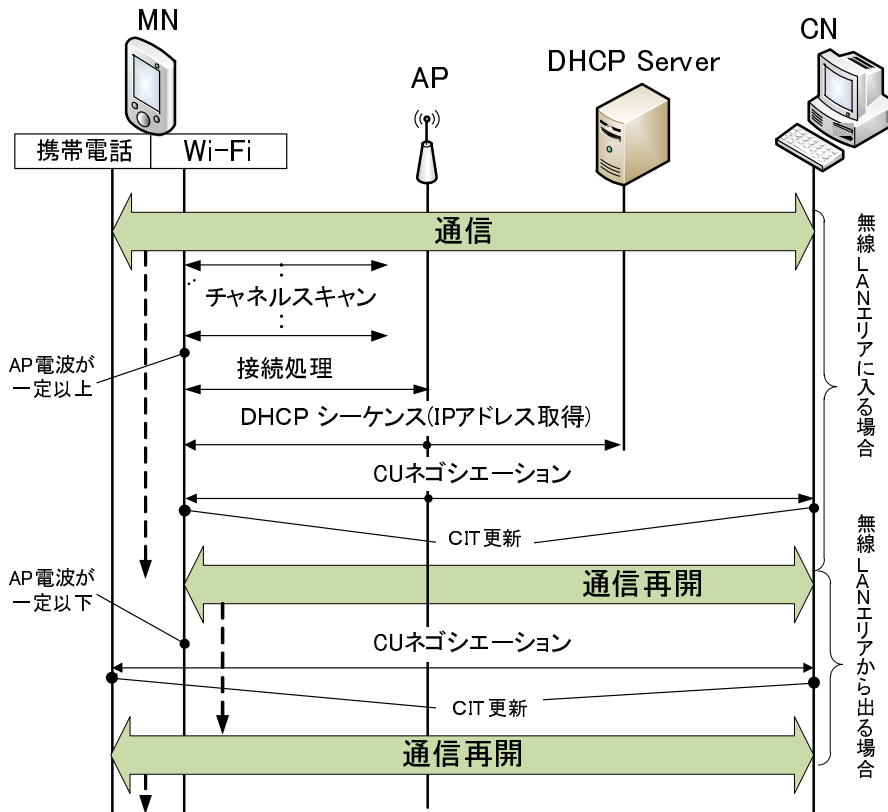 MN
CN
AP
DHCP Server
携帯電話
Wi-Fi
通信
チャネルスキャン
AP電波が
一定以上
接続処理
DHCP シーケンス(IPアドレス取得)
CUネゴシエーション
CIT更新
無線LANエリアに入る場合
通信再開
AP電波が
一定以下
CUネゴシエーション
CIT更新
通信再開
無線LANエリアから出る場合